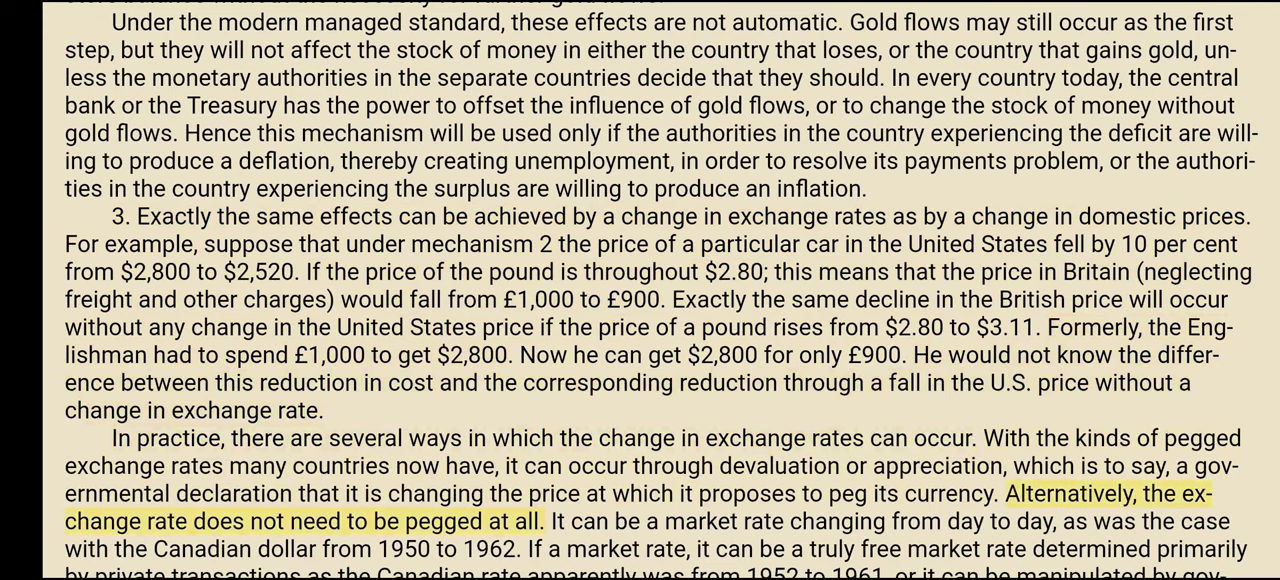 Under the modern managed standard, these effects are not automatic. Gold flows may still occur as the first
step, but they will not affect the stock of money in either the country that loses, or the country that gains gold, un-
less the monetary authorities in the separate countries decide that they should. In every country today, the central
bank or the Treasury has the power to offset the influence of gold flows, or to change the stock of money without
gold flows. Hence this mechanism will be used only if the authorities in the country experiencing the deficit are will-
ing to produce a deflation, thereby creating unemployment, in order to resolve its payments problem, or the authori-
ties in the country experiencing the surplus are willing to produce an inflation.
3. Exactly the same effects can be achieved by a change in exchange rates as by a change in domestic prices.
For example, suppose that under mechanism 2 the price of a particular car in the United States fell by 10 per cent
from $2,800 to $2,520. If the price of the pound is throughout $2.80; this means that the price in Britain (neglecting
freight and other charges) would fall from £1,000 to £900. Exactly the same decline in the British price will occur
without any change in the United States price if the price of a pound rises from $2.80 to $3.11. Formerly, the Eng-
lishman had to spend £1,000 to get $2,800. Now he can get $2,800 for only £900. He would not know the differ-
ence between this reduction in cost and the corresponding reduction through a fall in the U.S. price without a
change in exchange rate.
In practice, there are several ways in which the change in exchange rates can occur. With the kinds of pegged
exchange rates many countries now have, it can occur through devaluation or appreciation, which is to say, a gov-
ernmental declaration that it is changing the price at which it proposes to peg its currency. Alternatively, the ex-
change rate does not need to be pegged at all. It can be a market rate changing from day to day, as was the case
with the Canadian dollar from 1950 to 1962. If a market rate, it can be a truly free market rate determined primarily
by private transactions as the Canadian rate apparently was from 1952 to 1961, or it can be manipulated by gov-